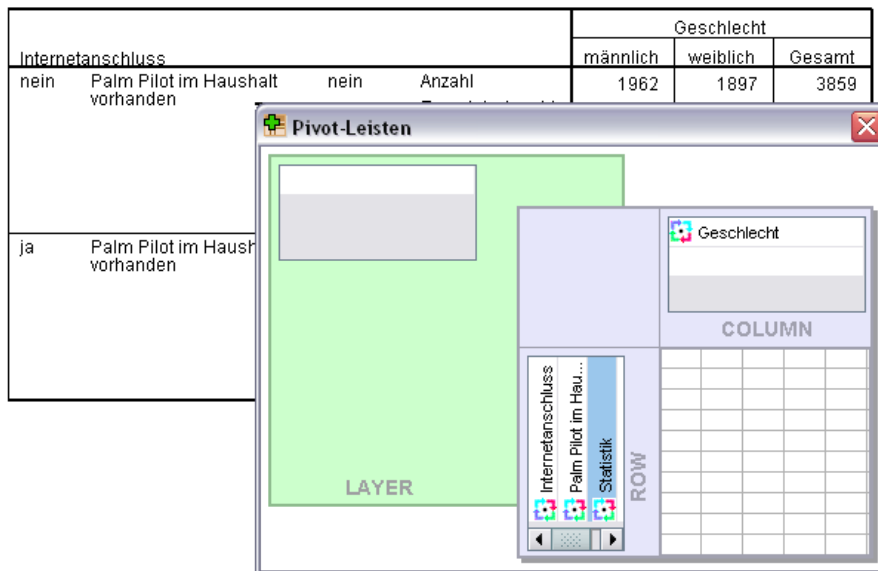 Geschlecht
Internetanschluss männlich weiblich Gesamt
nein Palm Pilot im Haushalt vorhanden nein Anzahl 1962 1897 3859
Pivot-Leisten
Geschlecht
COLUMN
ja Palm Pilot im Haush
vorhanden
Internetanschluss
Palm Pilot im Hau...
Statistik
ROW
LAYER